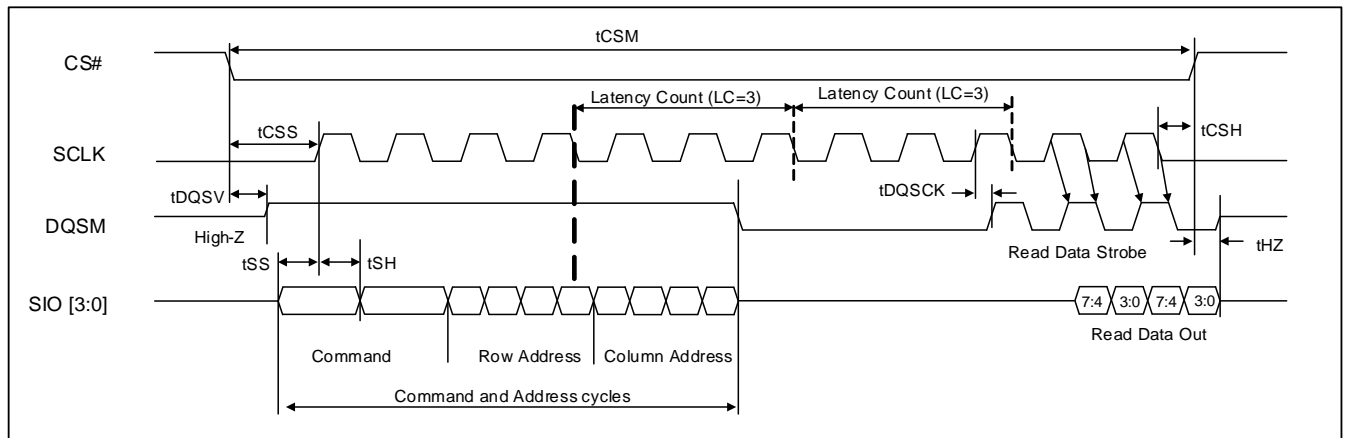 tCSM
CS#
Latency Count (LC=3) Latency Count (LC=3)
tCSS tCSH
SCLK
tDQSV tDQSCK
DQSM
High-Z Read Data Strobe tHZ
tSS tSH
SIO [3:0] 7:4 3:0 7:4 3:0
Read Data Out
Command Row Address Column Address
Command and Address cycles